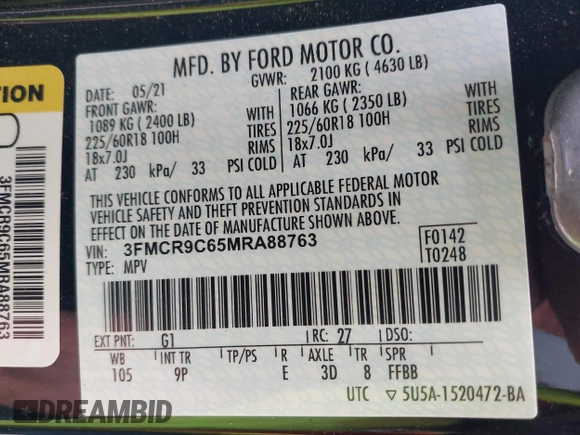 MFD. BY FORD MOTOR CO.
DATE: 05/21 GVWR: 2100 KG ( 4630 LB)
FRONT GAWR: REAR GAWR:
1089 KG ( 2400 LB) WITH 1066 KG ( 2350 LB) WITH
225/60R18 100H TIRES 225/60R18 100H TIRES
18x7.0J RIMS 18x7.0J RIMS
AT 230 kPa/ 33 PSI COLD AT 230 kPa/ 33 PSI COLD
THIS VEHICLE CONFORMS TO ALL APPLICABLE FEDERAL MOTOR
VEHICLE SAFETY AND THEFT PREVENTION STANDARDS IN
EFFECT ON THE DATE OF MANUFACTURE SHOWN ABOVE.
VIN: 3FMCR9C65MRA88763 F0142
TYPE: MPV T0248
EXT PNT: G1 RC: 27 DSO:
WB INT TR TP/PS R AXLE TR SPR
105 9P E 3D 8 FFBB
UTC ▽ 5U5A-1520472-BA
TION
3FMCR9C65MRA88763
DREAMBID